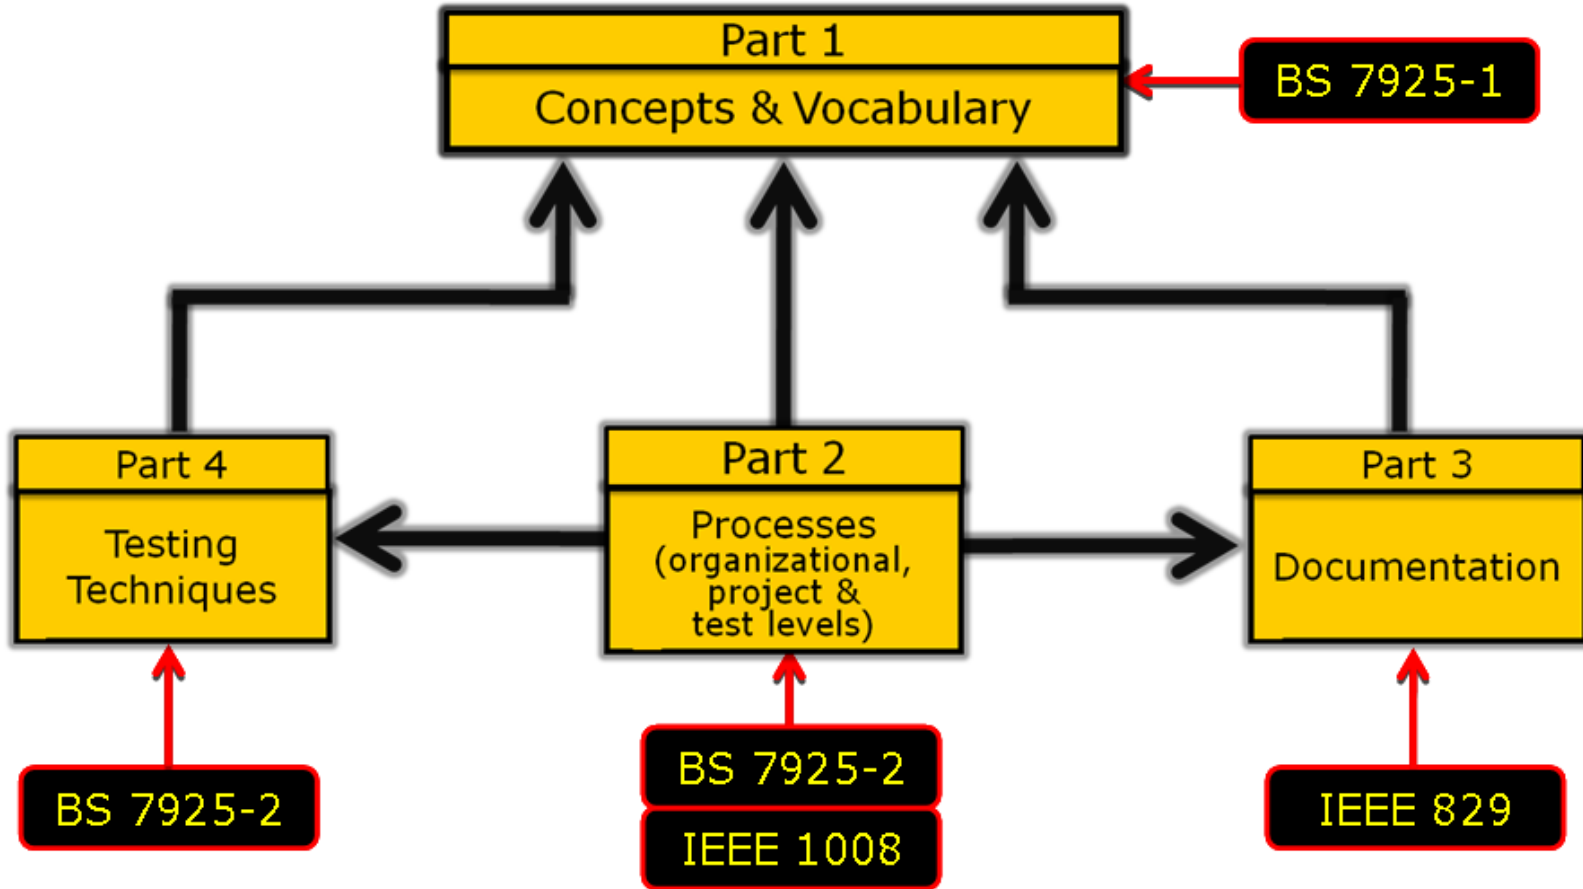 Part 1
Concepts & Vocabulary
BS 7925-1
Part 4
Testing
Techniques
Part 2
Processes
(organizational,
project &
test levels)
Part 3
Documentation
BS 7925-2
BS 7925-2
IEEE 1008
IEEE 829